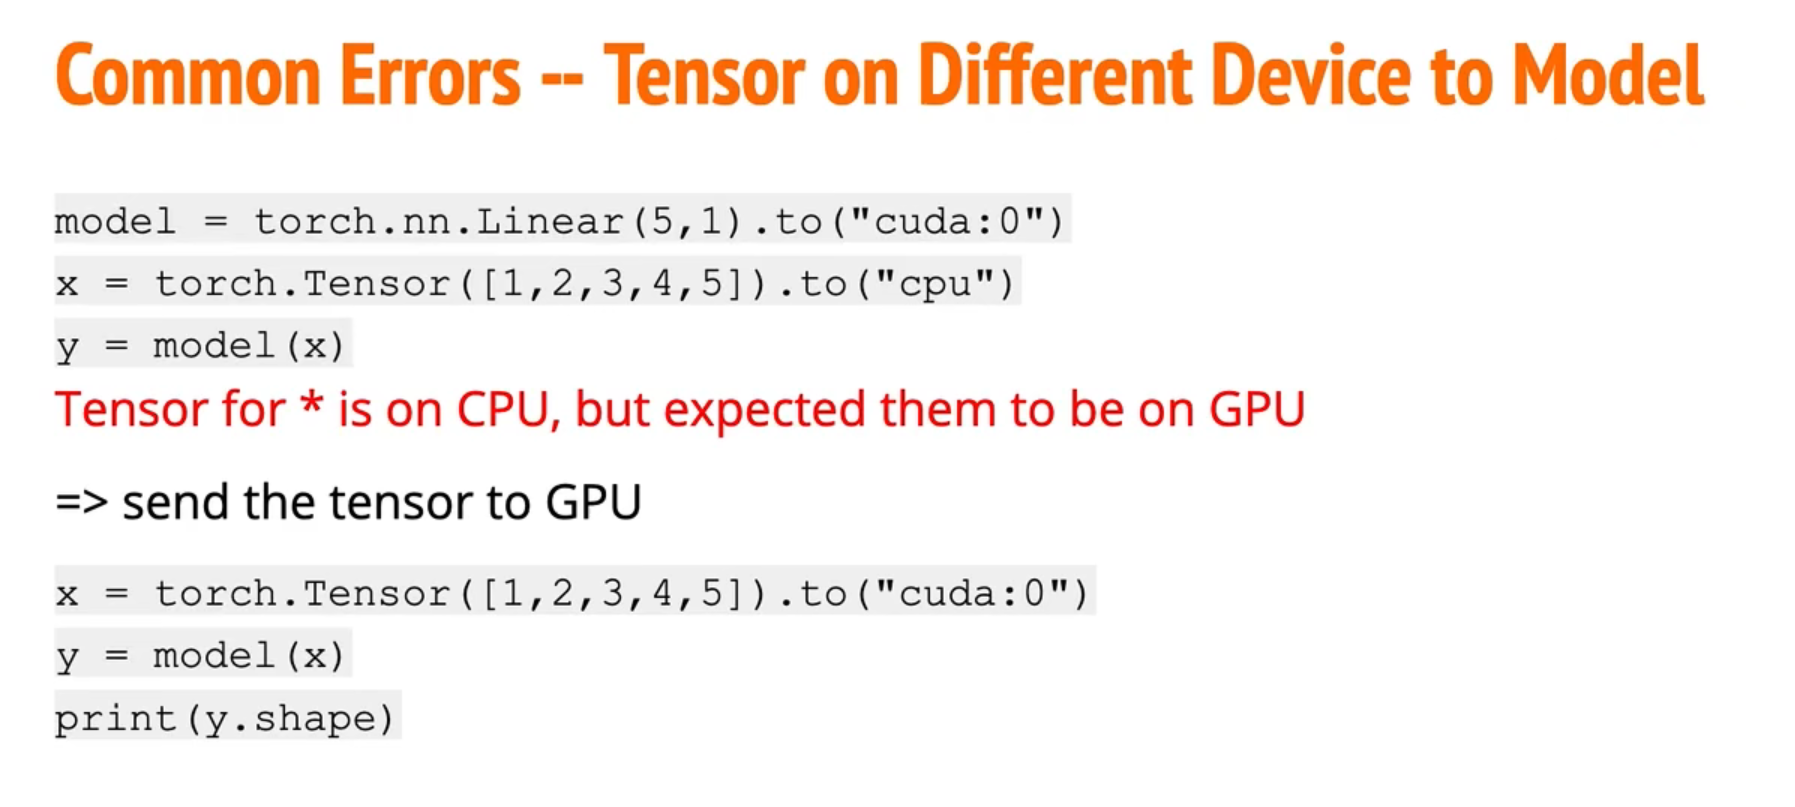 Common Errors -- Tensor on Different Device to Model
model = torch.nn.Linear(5,1).to("cuda:0")
x = torch.Tensor([1,2,3,4,5]).to("cpu")
y = model(x)
Tensor for * is on CPU, but expected them to be on GPU
=> send the tensor to GPU
x = torch.Tensor([1,2,3,4,5]).to("cuda:0")
y = model(x)
print(y.shape)